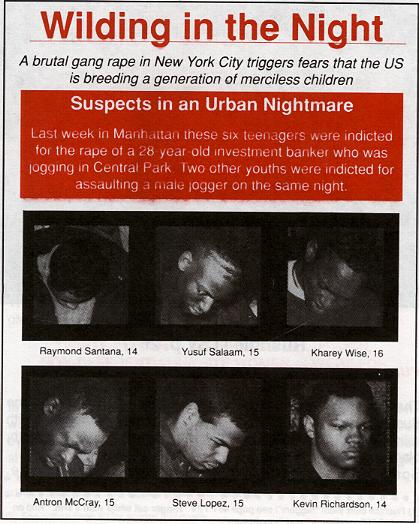 Wilding in the Night
A brutal gang rape in New York City triggers fears that the US
is breeding a generation of merciless children
Suspects in an Urban Nightmare
Last week in Manhattan these six teenagers were indicted
for the rape of a 28-year-old investment banker who was
jogging in Central Park. Two other youths were indicted for
assaulting a male jogger on the same night.
Raymond Santana, 14
Yusuf Salaam, 15
Kharey Wise, 16
Antron McCray, 15
Steve Lopez, 15
Kevin Richardson, 14